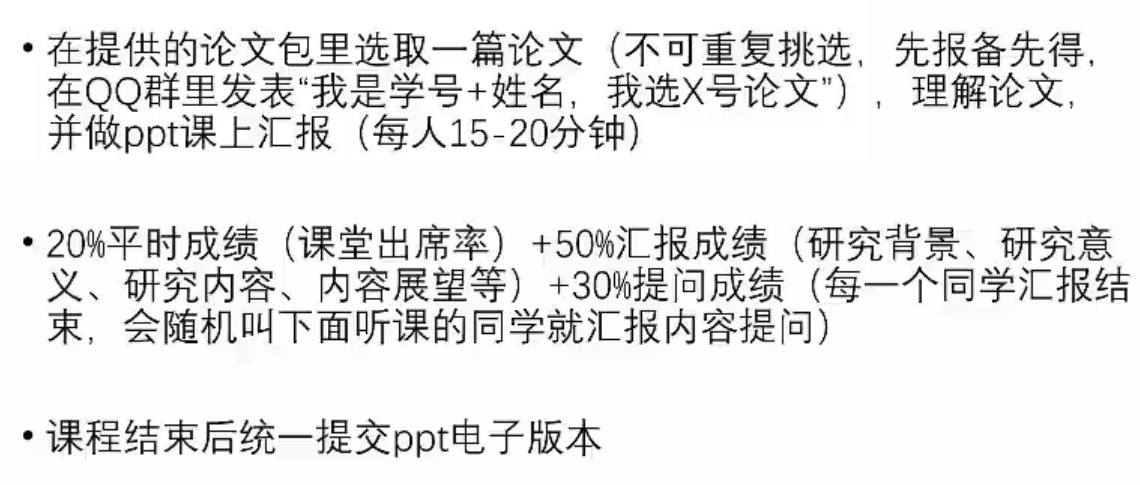 • 在提供的论文包里选取一篇论文（不可重复挑选，先报备先得，
在QQ群里发表“我是学号+姓名，我选X号论文”），理解论文，
并做ppt课上汇报（每人15-20分钟）
• 20%平时成绩（课堂出席率）+50%汇报成绩（研究背景、研究意
义、研究内容、内容展望等）+30%提问成绩（每一个同学汇报结
束，会随机叫下面听课的同学就汇报内容提问）
• 课程结束后统一提交ppt电子版本